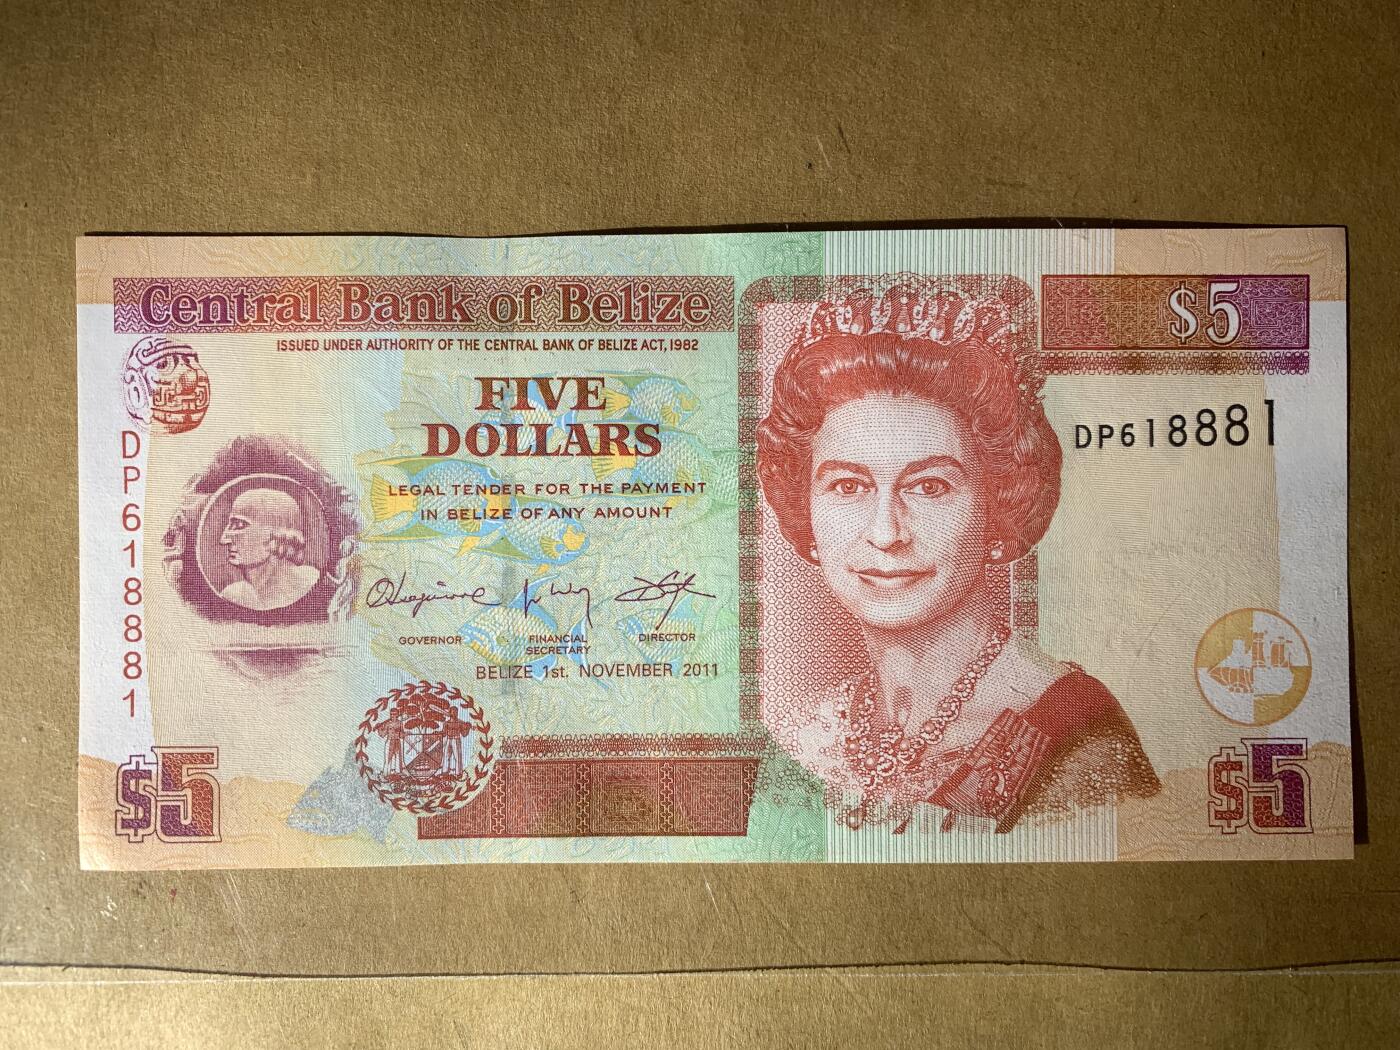 Central Bank of Belize
$5
ISSUED UNDER AUTHORITY OF THE CENTRAL BANK OF BELIZE ACT, 1982
FIVE
DOLLARS
DP618881
DP618881
LEGAL TENDER FOR THE PAYMENT
IN BELIZE OF ANY AMOUNT
GOVERNOR
FINANCIAL
SECRETARY
DIRECTOR
BELIZE 1st. NOVEMBER 2011
$5
$5